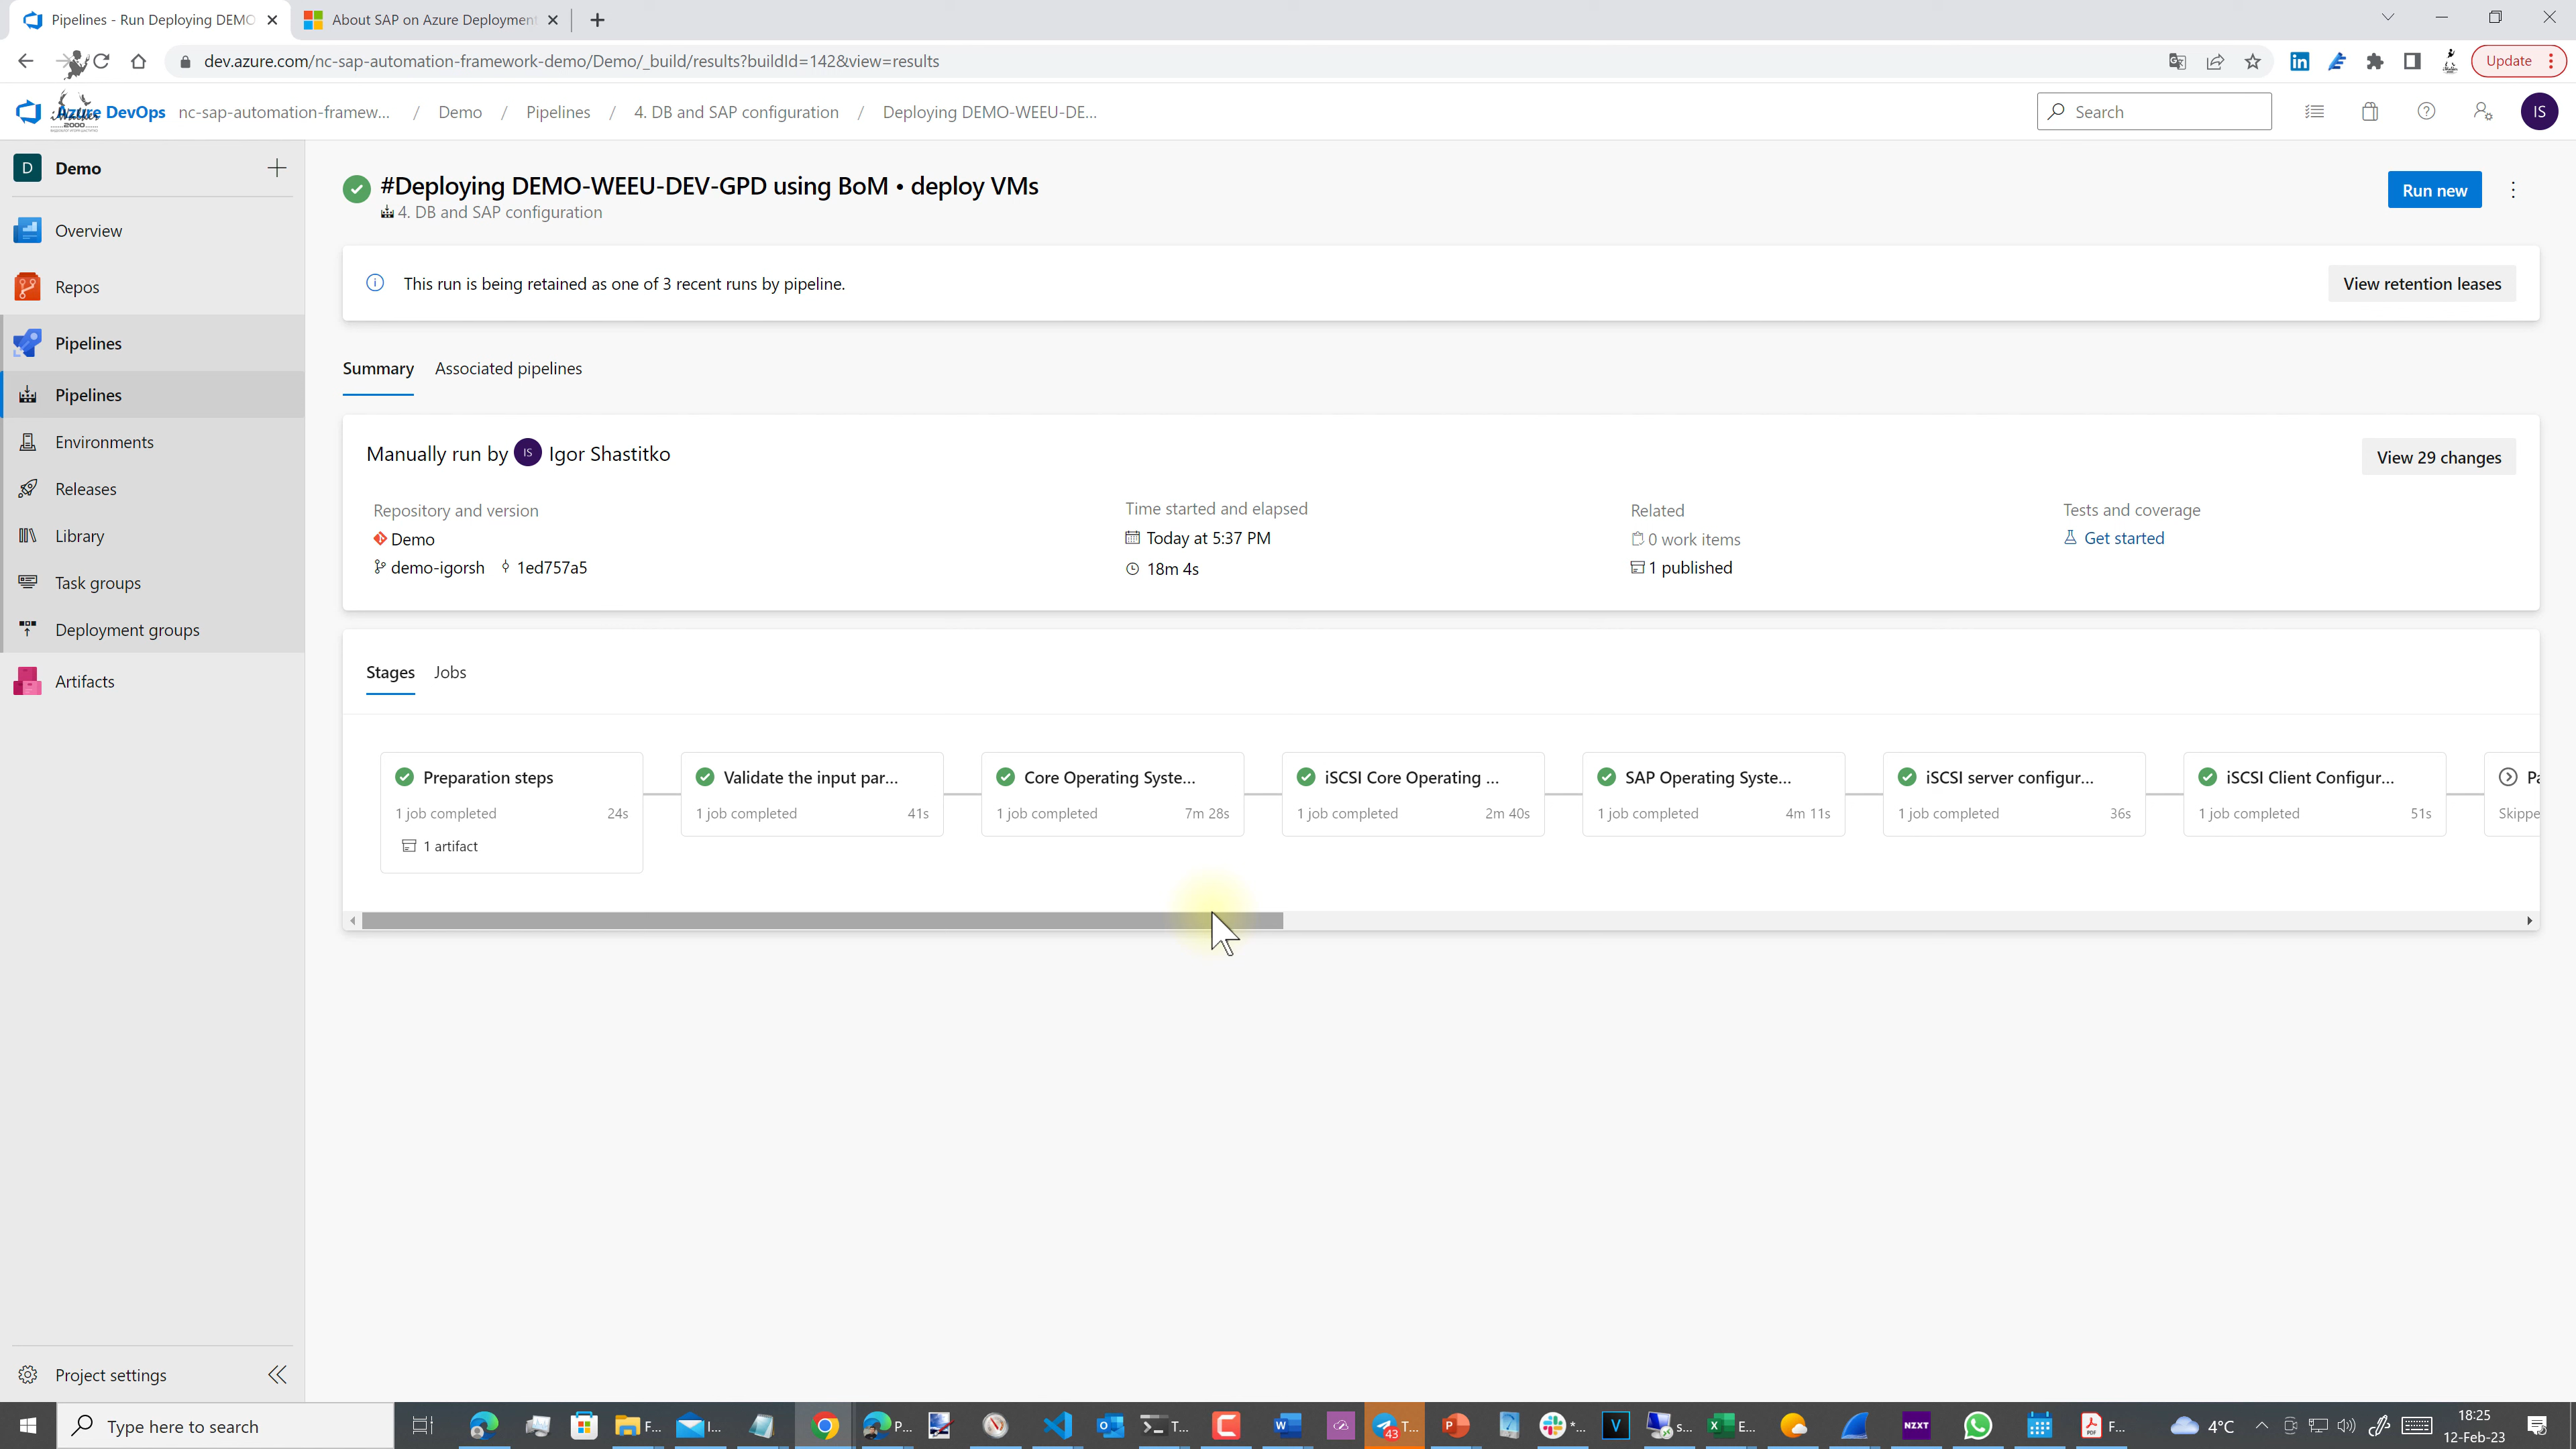 Pipelines - Run Deploying DEMO
About SAP on Azure Deployment
dev.azure.com/nc-sap-automation-framework-demo/Demo/_build/results?buildId=142&view=results
Update
Azure DevOps nc-sap-automation-framew... / Demo / Pipelines / 4. DB and SAP configuration / Deploying DEMO-WEEU-DE...
Search
IS
2000
D Demo
Overview
Repos
Pipelines
Pipelines
Environments
Releases
Library
Task groups
Deployment groups
Artifacts
Project settings
#Deploying DEMO-WEEU-DEV-GPD using BoM • deploy VMs
4. DB and SAP configuration
Run new
This run is being retained as one of 3 recent runs by pipeline.
View retention leases
Summary
Associated pipelines
Manually run by IS Igor Shastitko
View 29 changes
Repository and version
Demo
demo-igorsh 1ed757a5
Time started and elapsed
Today at 5:37 PM
18m 4s
Related
0 work items
1 published
Tests and coverage
Get started
Stages
Jobs
Preparation steps
1 job completed 24s
1 artifact
Validate the input par...
1 job completed 41s
Core Operating Syste...
1 job completed 7m 28s
iSCSI Core Operating ...
1 job completed 2m 40s
SAP Operating Syste...
1 job completed 4m 11s
iSCSI server configur...
1 job completed 36s
iSCSI Client Configur...
1 job completed 51s
Pa
Skippe
Type here to search
F...
I...
P...
T...
43 T...
*...
V
s...
E...
NZXT
F...
4°C
18:25
12-Feb-23